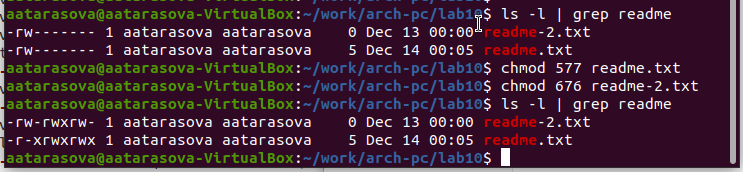 aatarasova@aatarasova-VirtualBox:~/work/arch-pc/lab10$ ls -l | grep readme
-rw------- 1 aatarasova aatarasova    0 Dec 13 00:00 readme-2.txt
-rw------- 1 aatarasova aatarasova    5 Dec 14 00:05 readme.txt
aatarasova@aatarasova-VirtualBox:~/work/arch-pc/lab10$ chmod 577 readme.txt
aatarasova@aatarasova-VirtualBox:~/work/arch-pc/lab10$ chmod 676 readme-2.txt
aatarasova@aatarasova-VirtualBox:~/work/arch-pc/lab10$ ls -l | grep readme
-rw-rwxrw- 1 aatarasova aatarasova    0 Dec 13 00:00 readme-2.txt
-r-xrwxrwx 1 aatarasova aatarasova    5 Dec 14 00:05 readme.txt
aatarasova@aatarasova-VirtualBox:~/work/arch-pc/lab10$